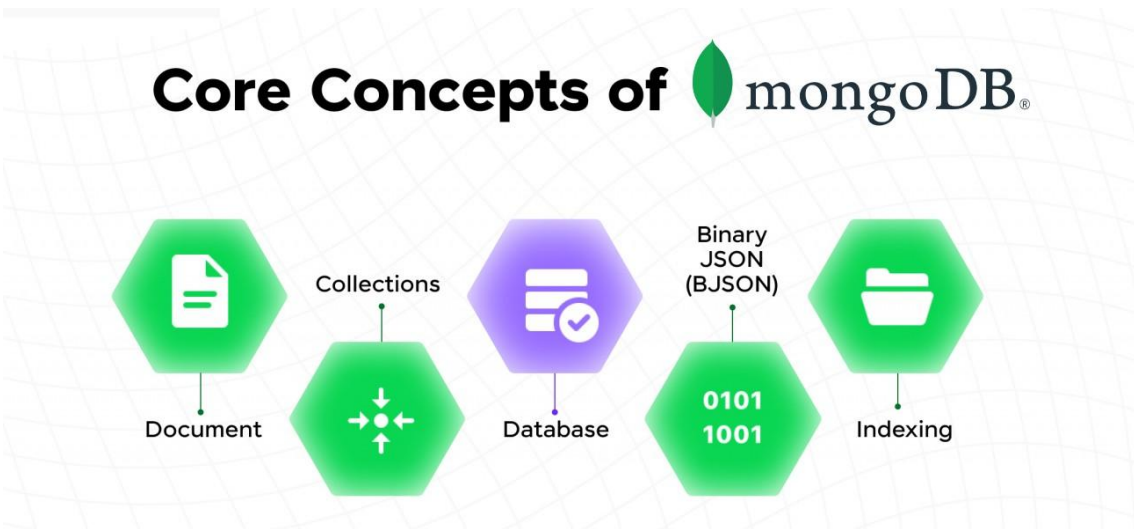 Core Concepts of mongoDB®
Document
Collections
Database
Binary
JSON
(BJSON)
0101
1001
Indexing